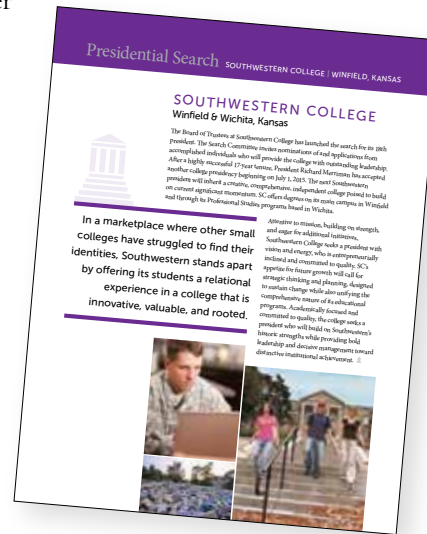 er
Presidential Search SOUTHWESTERN COLLEGE | WINFIELD, KANSAS
SOUTHWESTERN COLLEGE
Winfield & Wichita, Kansas
The Board of Trustees at Southwestern College has launched the search for its 19th
president. The Search Committee invites nominations of and applications from
accomplished individuals who will provide the college with outstanding leadership.
After a highly successful 17-year tenure, President Richard Merriman has accepted
another college presidency beginning on July 1, 2015. The next Southwestern
president will inherit a creative, comprehensive, independent college poised to build
on current significant momentum. SC offers degrees on its main campus in Winfield
and through its Professional Studies programs based in Wichita.
In a marketplace where other small
colleges have struggled to find their
identities, Southwestern stands apart
by offering its students a relational
experience in a college that is
innovative, valuable, and rooted.
Attentive to mission, building on strength,
and eager for additional initiatives,
Southwestern College seeks a president with
vision and energy, who is entrepreneurially
inclined and committed to quality. SC's
appetite for future growth will call for
strategic thinking and planning, designed
to sustain change while also unifying the
comprehensive nature of its educational
programs. Academically focused and
committed to quality, the college seeks a
president who will build on Southwestern's
historic strengths while providing bold
leadership and decisive management toward
distinctive institutional achievement.